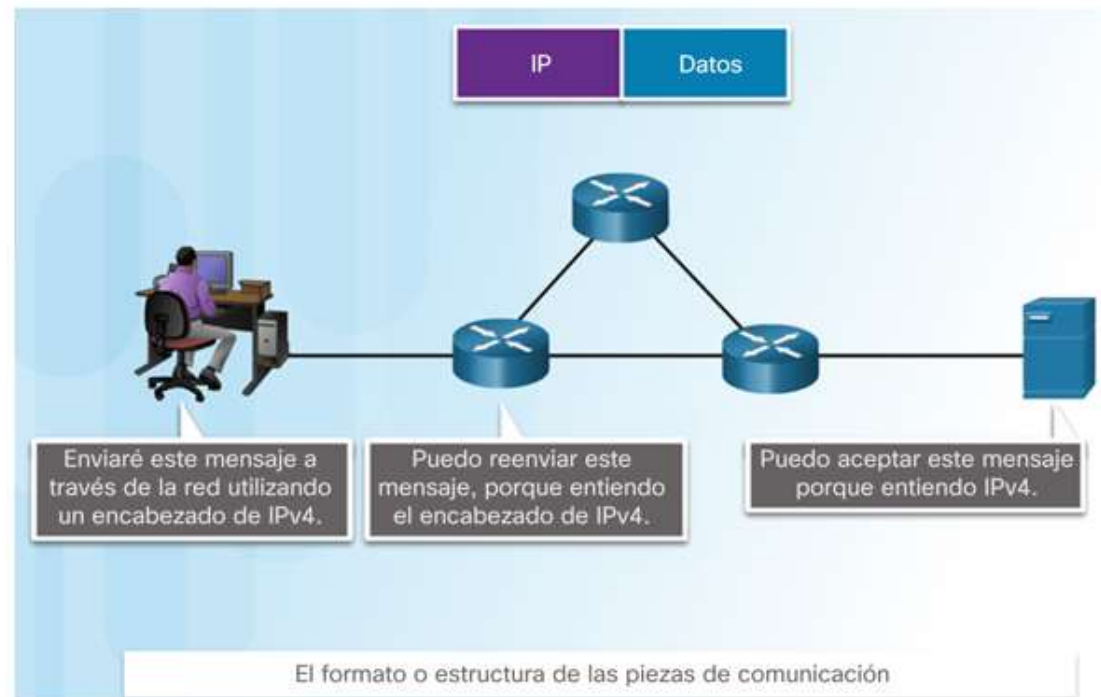 IP
Datos
Enviaré este mensaje a
través de la red utilizando
un encabezado de IPv4.
Puedo reenviar este
mensaje, porque entiendo
el encabezado de IPv4.
Puedo aceptar este mensaje
porque entiendo IPv4.
El formato o estructura de las piezas de comunicación